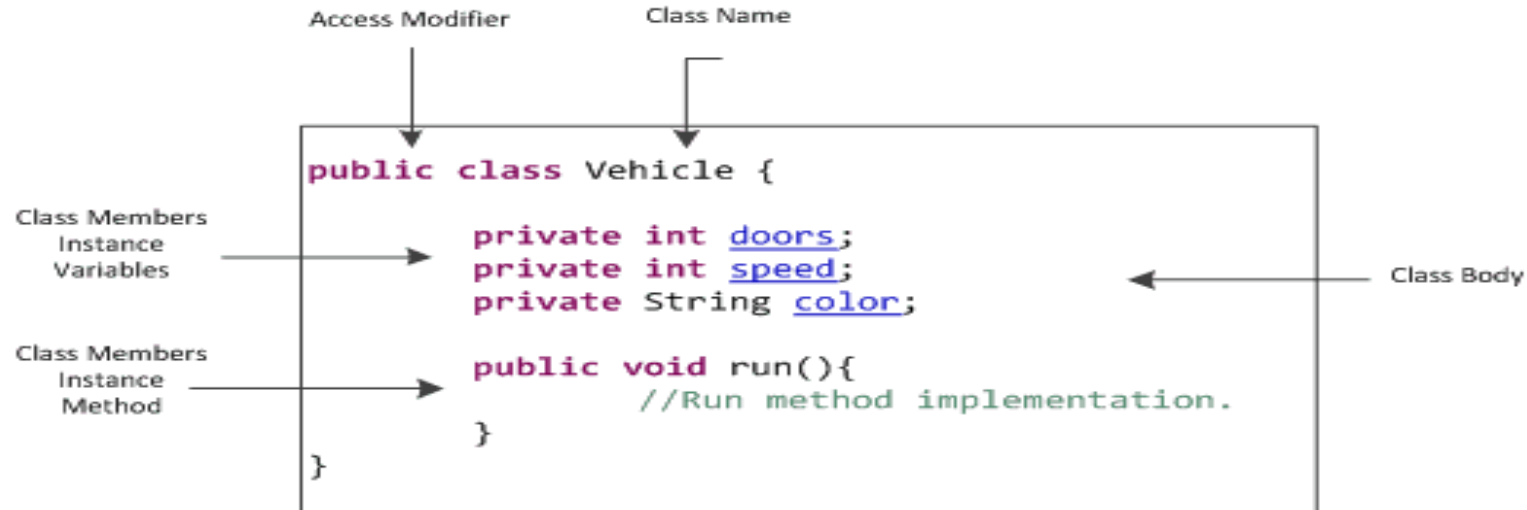 Access Modifier
Class Name
public class Vehicle {
Class Members
Instance
Variables
private int doors;
private int speed;
private String color;
Class Body
Class Members
Instance
Method
public void run(){
//Run method implementation.
}
}